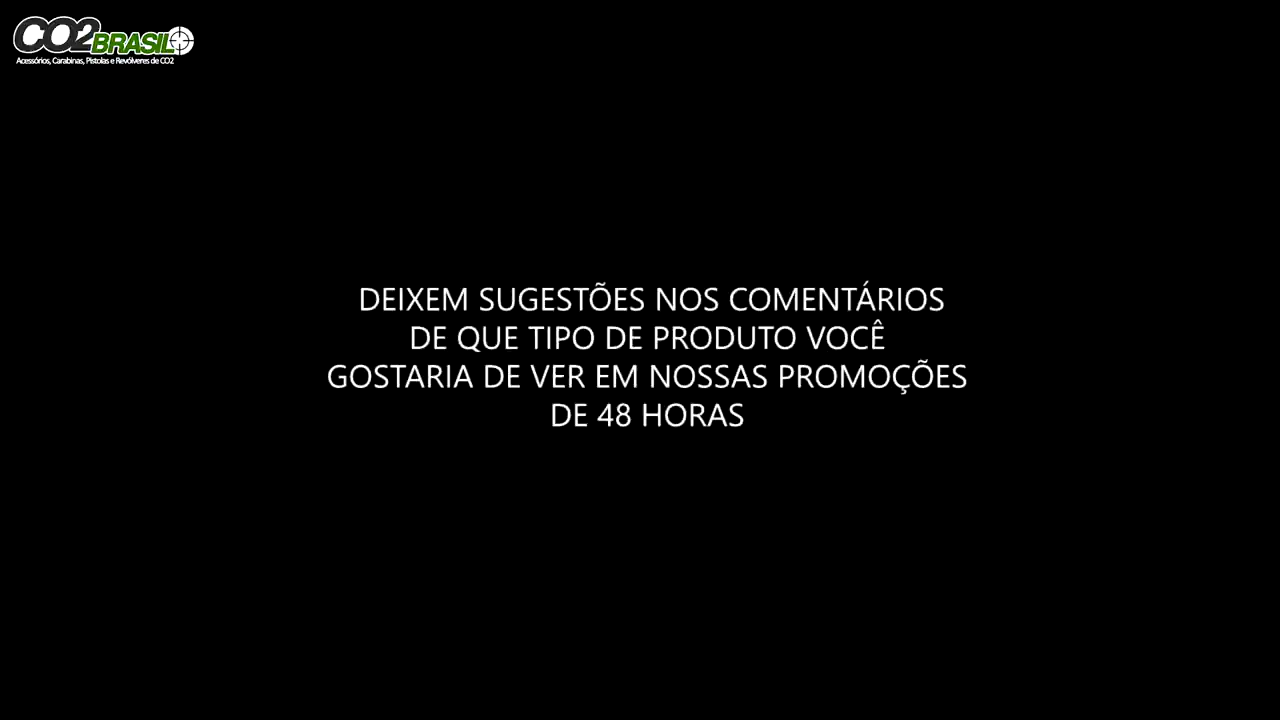 CO2BRASIL
Acessórios, Carabinas, Pistolas e Revólveres de CO2
DEIXEM SUGESTÕES NOS COMENTÁRIOS
DE QUE TIPO DE PRODUTO VOCÊ
GOSTARIA DE VER EM NOSSAS PROMOÇÕES
DE 48 HORAS